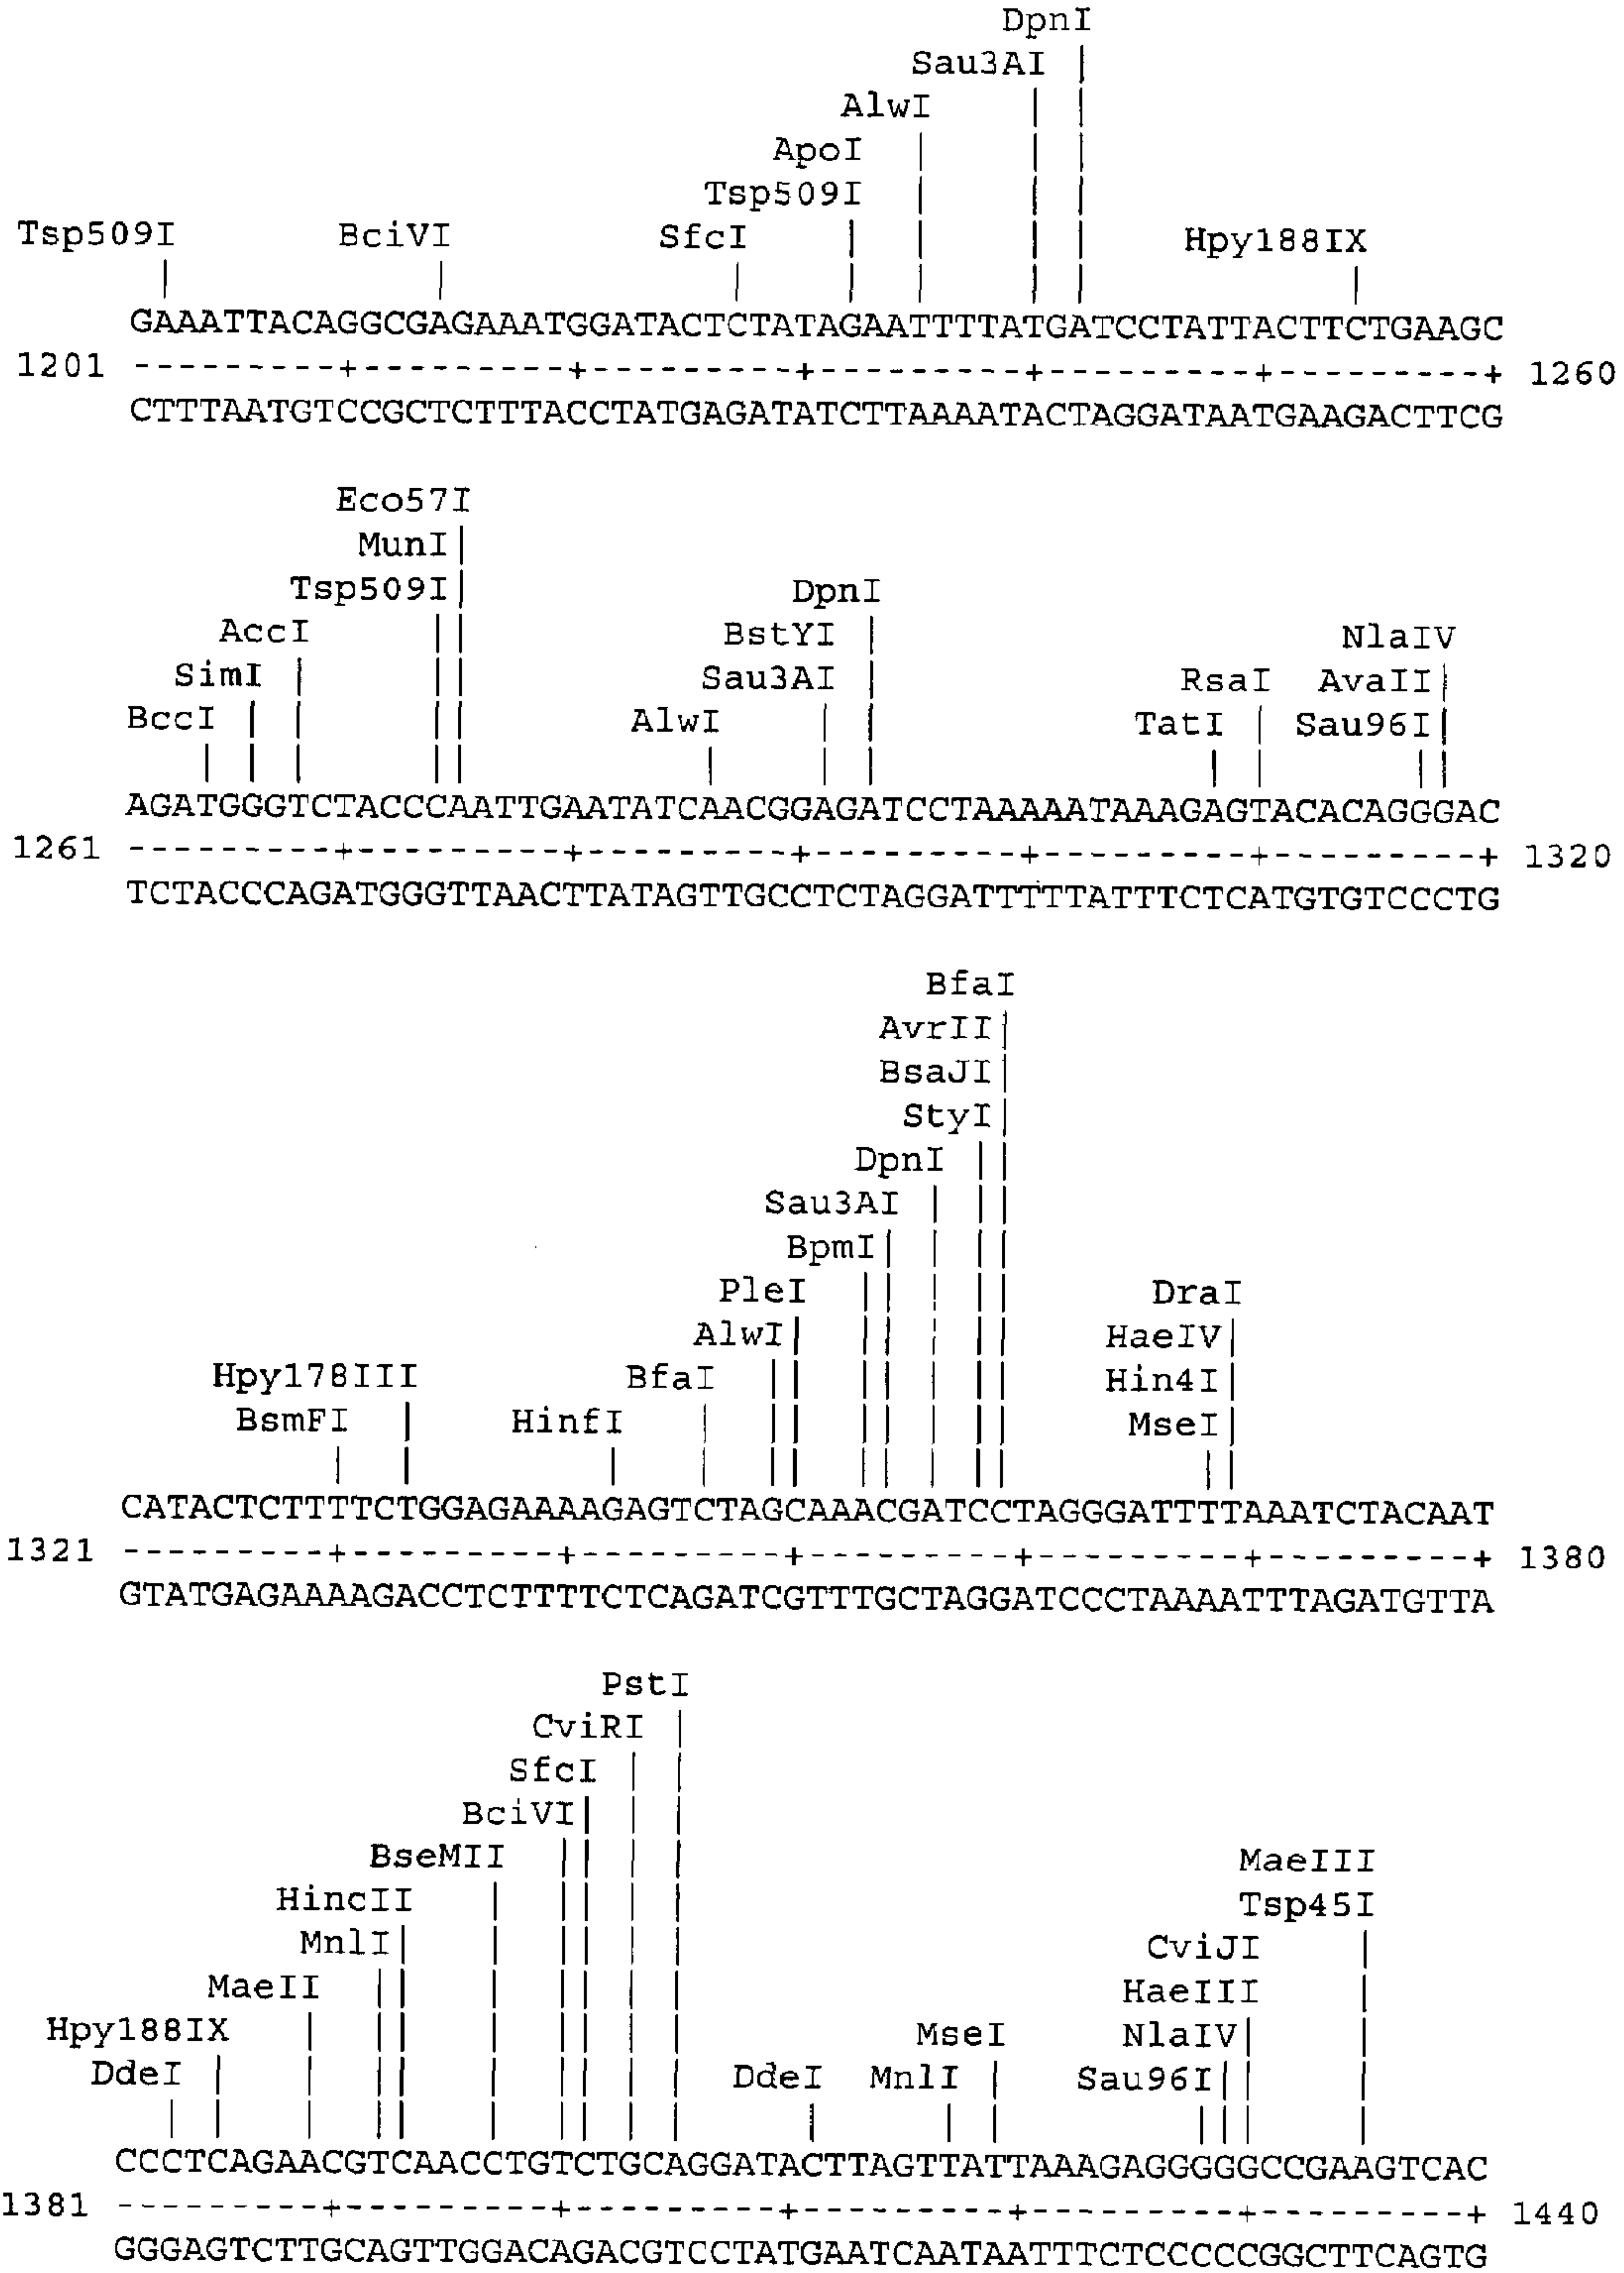 DpnI
Sau3AI
AlwI
ApoI
Tsp509I
Tsp509I BciVI SfcI Hpy188IX
GAAATTACAGGCGAGAAATGGATACTCTATAGAATTTTATGATCCTATTACTTCTGAAGC
1201 ---------+---------+---------+---------+---------+---------+ 1260
CTTTAATGTCCGCTCTTTACCTATGAGATATCTTAAAATACTAGGATAATGAAGACTTCG
Eco57I
MunI
Tsp509I DpnI
AccI BstYI NlaIV
SimI Sau3AI RsaI AvaII
BccI AlwI TatI Sau96I
AGATGGGTCTACCCAATTGAATATCAACGGAGATCCTAAAAATAAAGAGTACACAGGGAC
1261 ---------+---------+---------+---------+---------+---------+ 1320
TCTACCCAGATGGGTTAACTTATAGTTGCCTCTAGGATTTTTATTTCTCATGTGTCCCTG
BfaI
AvrII
BsaJI
StyI
DpnI
Sau3AI
BpmI
PleI DraI
AlwI HaeIV
Hpy178III BfaI Hin4I
BsmFI HinfI MseI
CATACTCTTTTCTGGAGAAAAGAGTCTAGCAAACGATCCTAGGGATTTTAAATCTACAAT
1321 ---------+---------+---------+---------+---------+---------+ 1380
GTATGAGAAAAGACCTCTTTTCTCAGATCGTTTGCTAGGATCCCTAAAATTTAGATGTTA
PstI
CviRI
SfcI
BciVI
BseMII MaeIII
HincII Tsp45I
MnlI CviJI
MaeII HaeIII
Hpy188IX MseI NlaIV
DdeI DdeI MnlI Sau96I
CCCTCAGAACGTCAACCTGTCTGCAGGATACTTAGTTATTAAAGAGGGGGCCGAAGTCAC
1381 ---------+---------+---------+---------+---------+---------+ 1440
GGGAGTCTTGCAGTTGGACAGACGTCCTATGAATCAATAATTTCTCCCCCGGCTTCAGTG